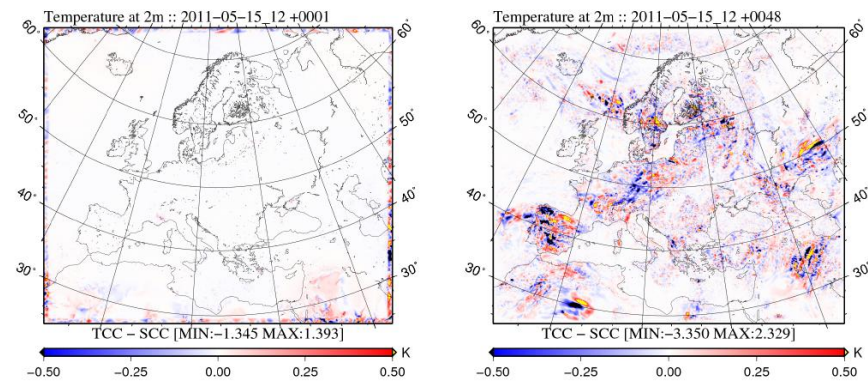 Temperature at 2m :: 2011−05−15_12 +0001
60°
60°
50°
50°
40°
40°
30°
30°
TCC − SCC [MIN:−1.345 MAX:1.393]
K
−0.50 −0.25 0.00 0.25 0.50
Temperature at 2m :: 2011−05−15_12 +0048
60°
60°
50°
50°
40°
40°
30°
30°
TCC − SCC [MIN:−3.350 MAX:2.329]
K
−0.50 −0.25 0.00 0.25 0.50